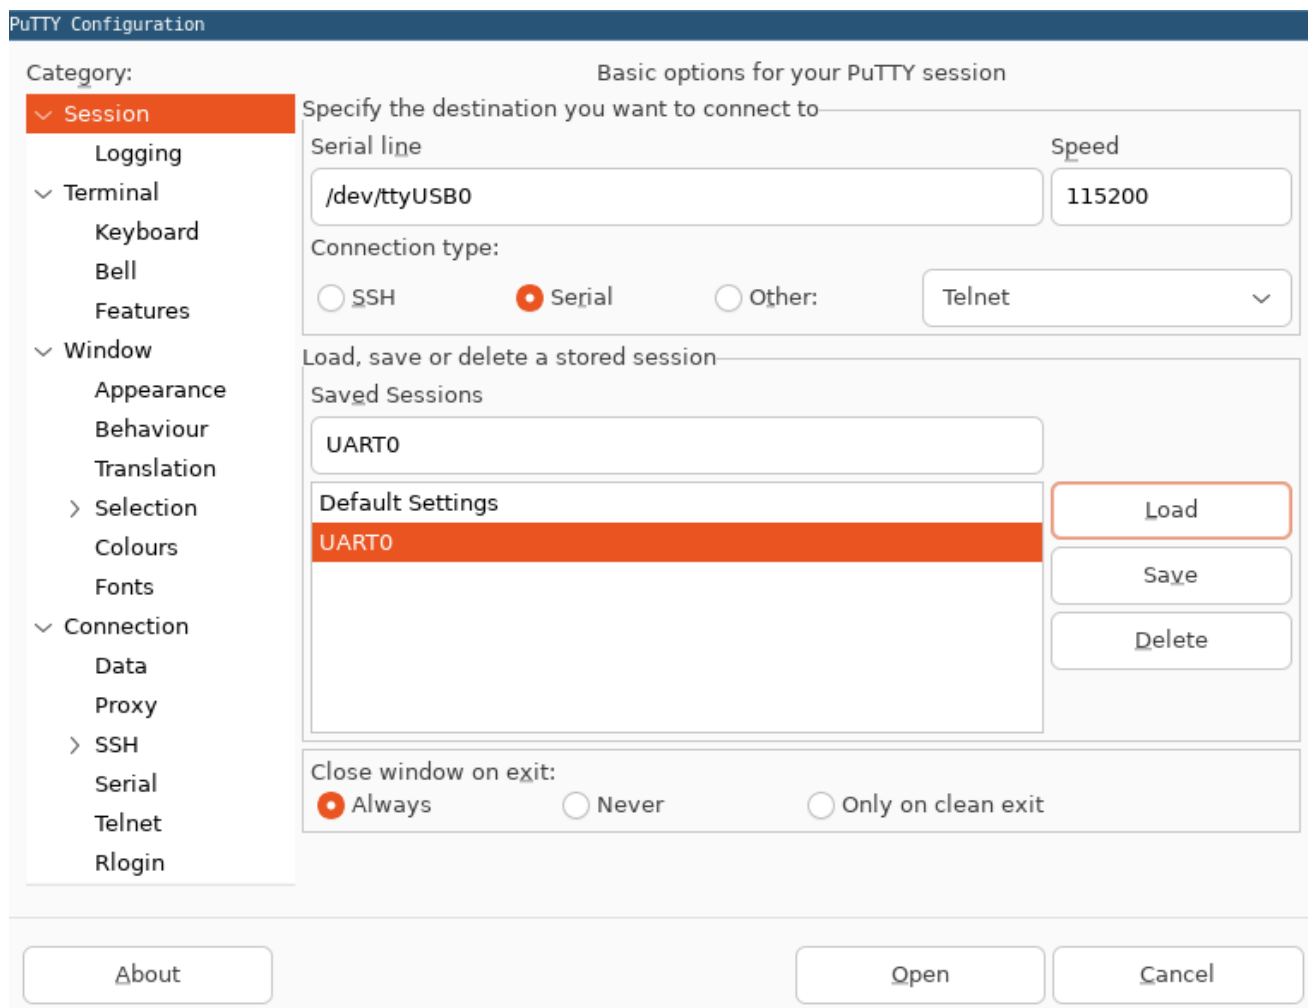 PuTTY Configuration
Category:
Session
Logging
Terminal
Keyboard
Bell
Features
Window
Appearance
Behaviour
Translation
Selection
Colours
Fonts
Connection
Data
Proxy
SSH
Serial
Telnet
Rlogin
Basic options for your PuTTY session
Specify the destination you want to connect to
Serial line Speed
/dev/ttyUSB0 115200
Connection type:
SSH Serial Other: Telnet
Load, save or delete a stored session
Saved Sessions
UART0
Default Settings
UART0
Load
Save
Delete
Close window on exit:
Always Never Only on clean exit
About Open Cancel